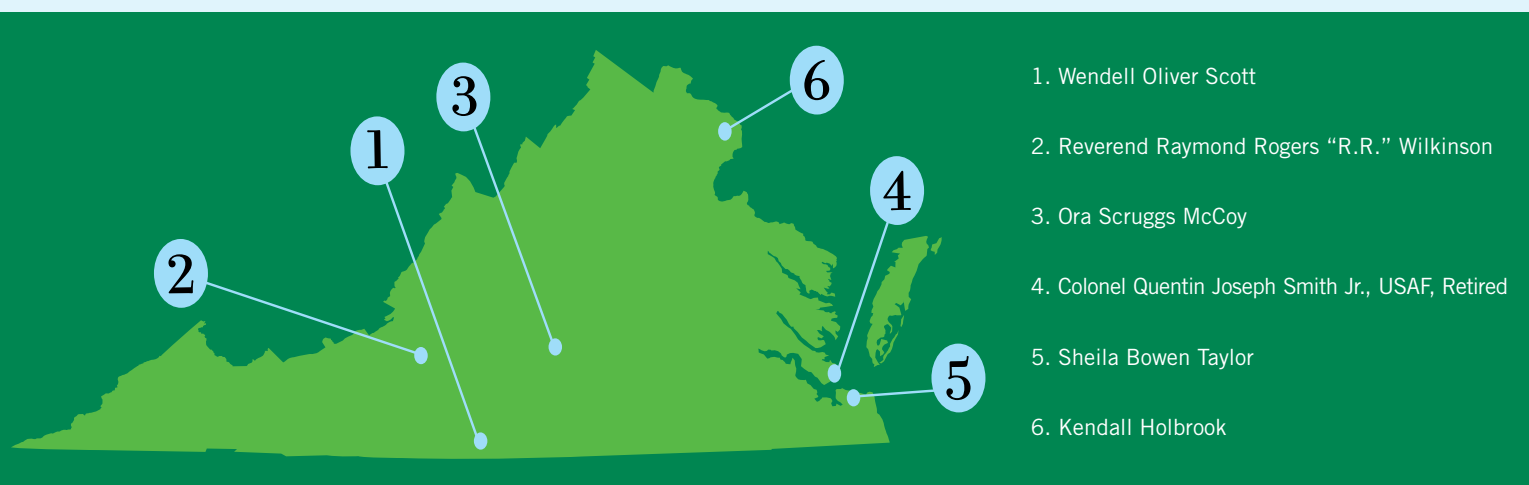 1
2
3
4
5
6
1. Wendell Oliver Scott
2. Reverend Raymond Rogers “R.R.” Wilkinson
3. Ora Scruggs McCoy
4. Colonel Quentin Joseph Smith Jr., USAF, Retired
5. Sheila Bowen Taylor
6. Kendall Holbrook